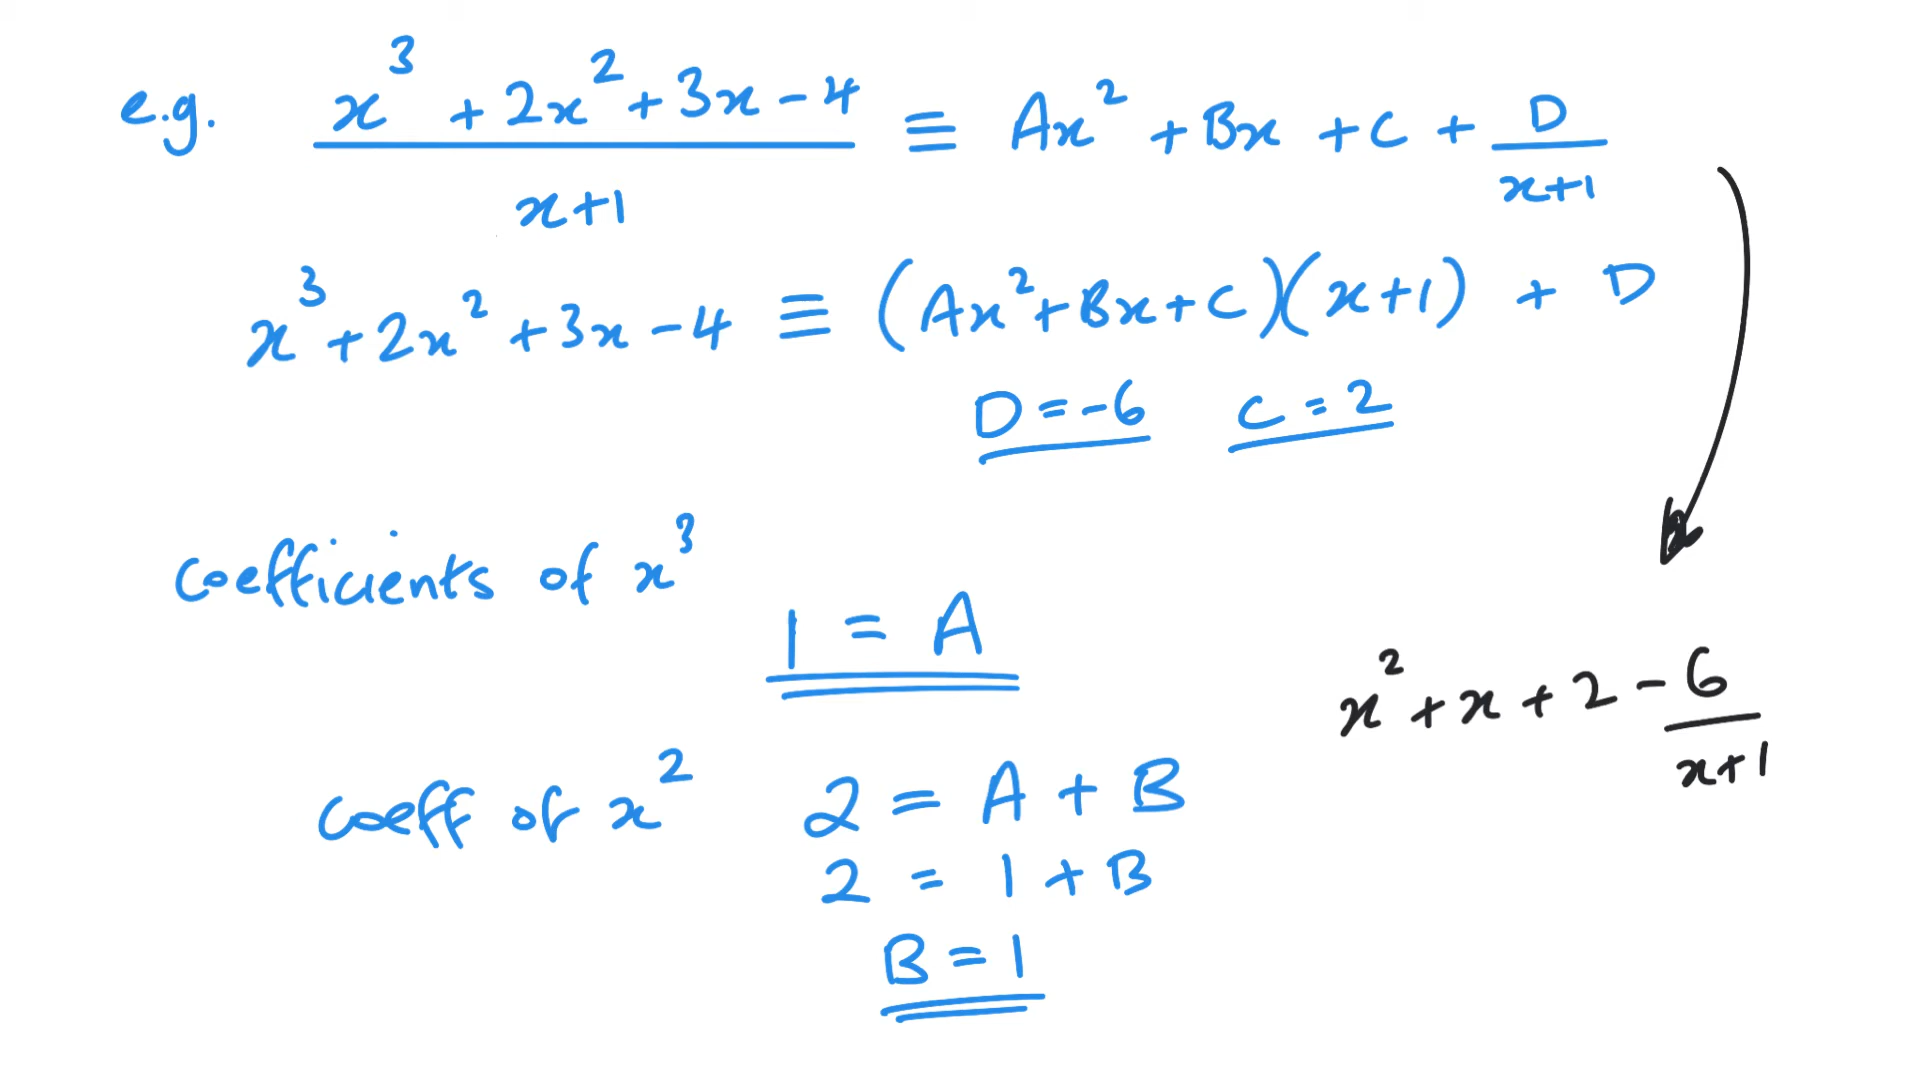 e.g. x³ + 2x² + 3x - 4 / x+1 ≡ Ax² + Bx + C + D / x+1
x³ + 2x² + 3x - 4 ≡ (Ax² + Bx + C)(x+1) + D
D = -6 C = 2
Coefficients of x³
1 = A
x² + x + 2 - 6 / x+1
Coeff of x² 2 = A + B
2 = 1 + B
B = 1